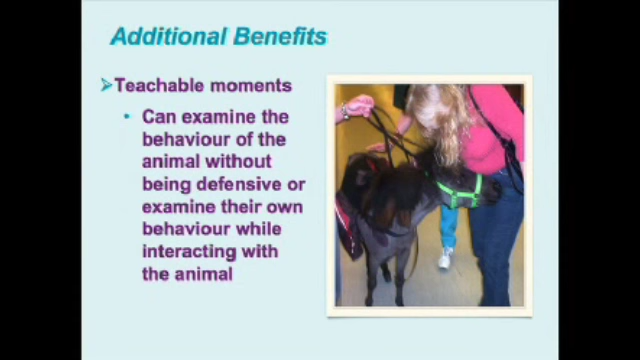 Additional Benefits
Teachable moments
Can examine the
behaviour of the
animal without
being defensive or
examine their own
behaviour while
interacting with
the animal